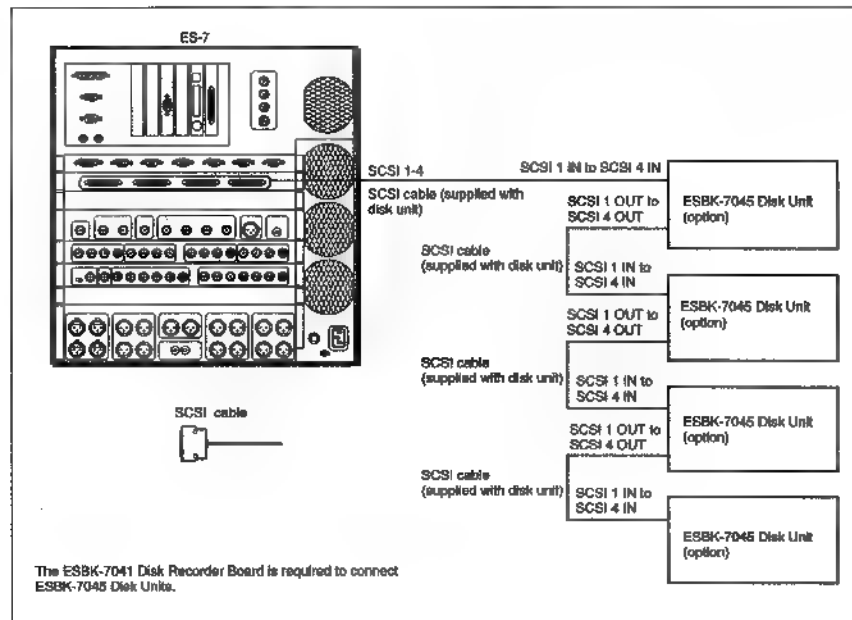 ES-7
SCSI 1-4
SCSI cable (supplied with
disk unit)
SCSI 1 IN to SCSI 4 IN
ESBK-7045 Disk Unit
(option)
SCSI 1 OUT to
SCSI 4 OUT
SCSI cable
(supplied with disk unit)
SCSI 1 IN to
SCSI 4 IN
ESBK-7045 Disk Unit
(option)
SCSI 1 OUT to
SCSI 4 OUT
SCSI cable
(supplied with disk unit)
SCSI 1 IN to
SCSI 4 IN
ESBK-7045 Disk Unit
(option)
SCSI 1 OUT to
SCSI 4 OUT
SCSI cable
(supplied with disk unit)
SCSI 1 IN to
SCSI 4 IN
ESBK-7045 Disk Unit
(option)
SCSI cable
The ESBK-7041 Disk Recorder Board is required to connect
ESBK-7045 Disk Units.